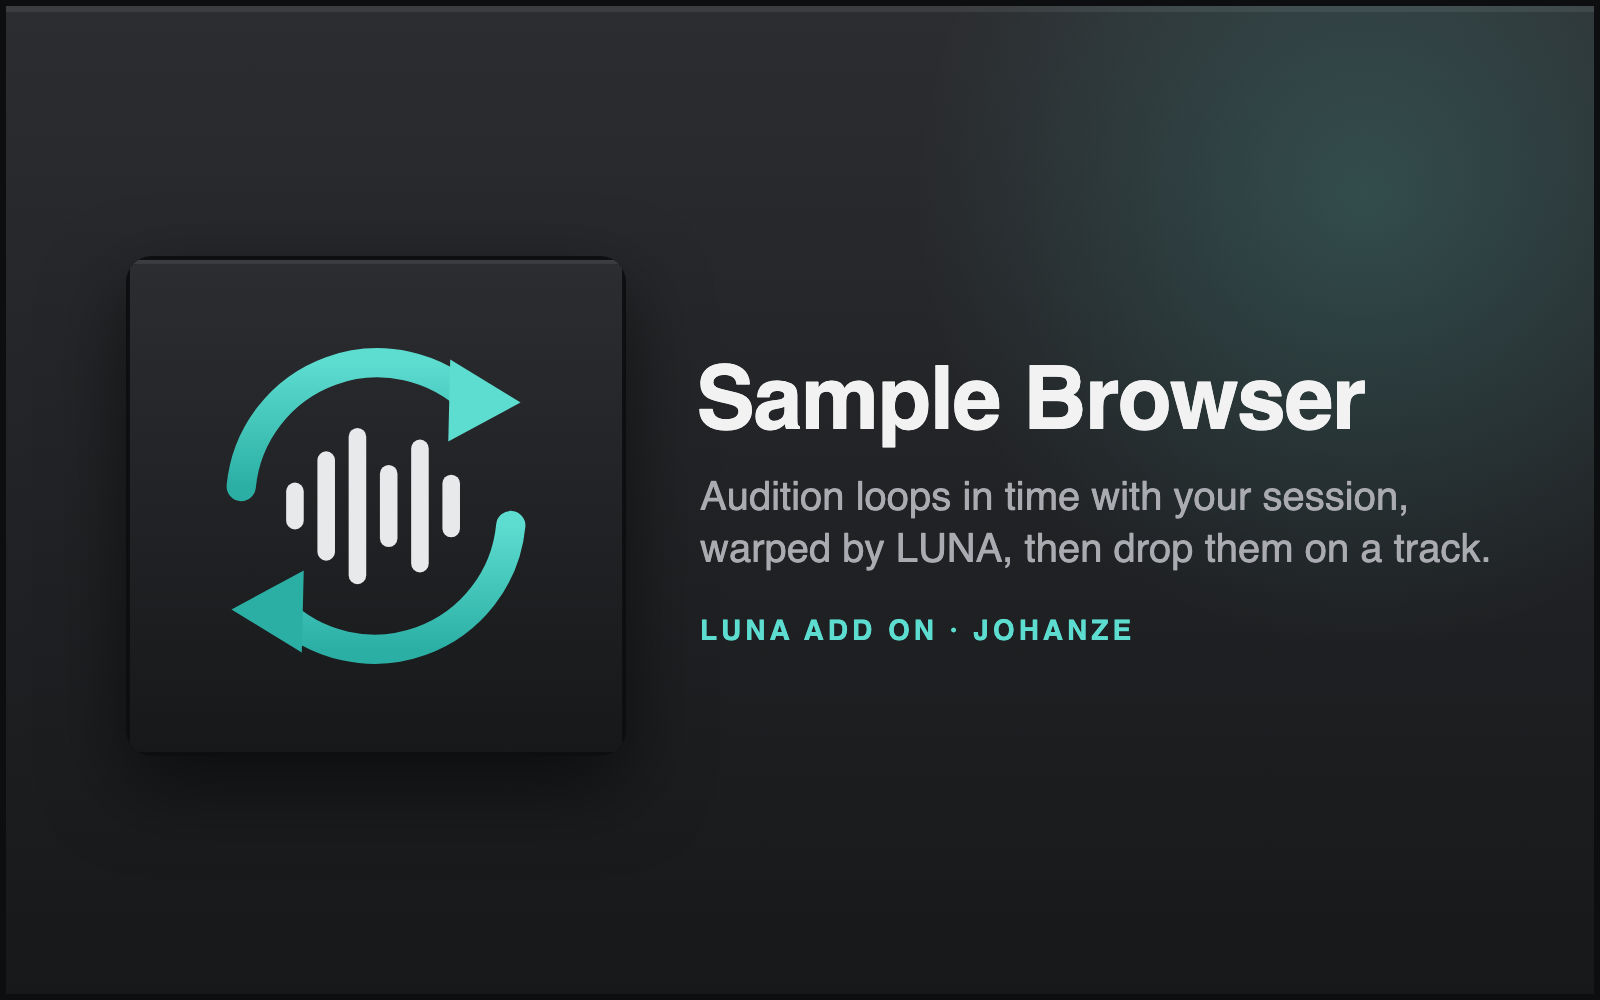 Sample Browser
Audition loops in time with your session,
warped by LUNA, then drop them on a track.
LUNA ADD ON · JOHANZE